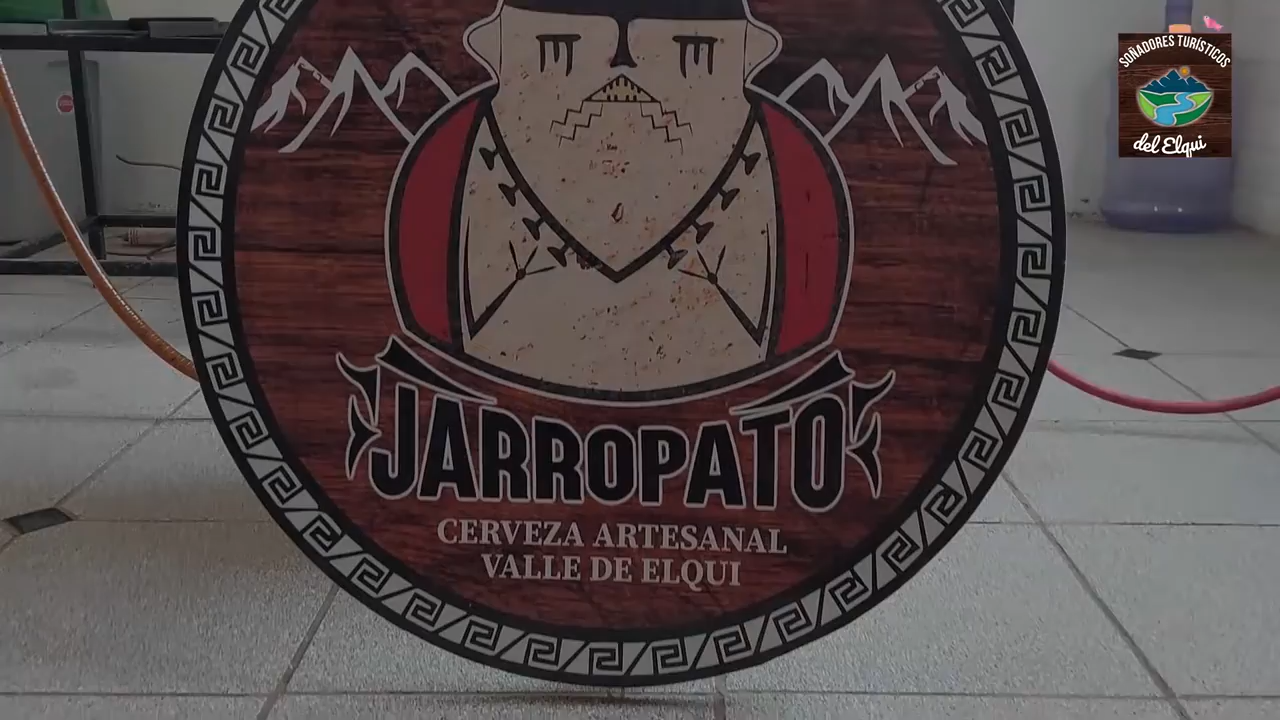 SOÑADORES TURÍSTICOS
del Elqui
JARROPATO
CERVEZA ARTESANAL
VALLE DE ELQUI